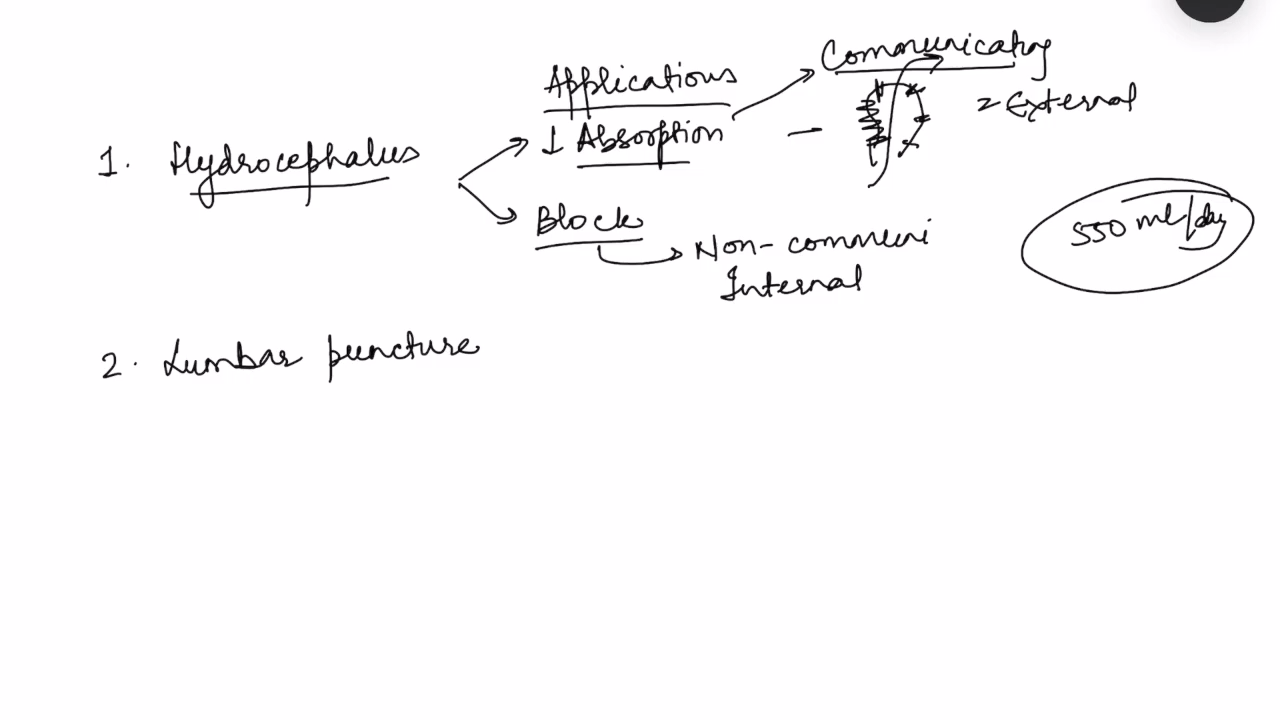 Applications
Communicating
= External
1. Hydrocephalus
↓ Absorption
Block
Non-communi
Internal
550 ml/day
2. Lumbar puncture